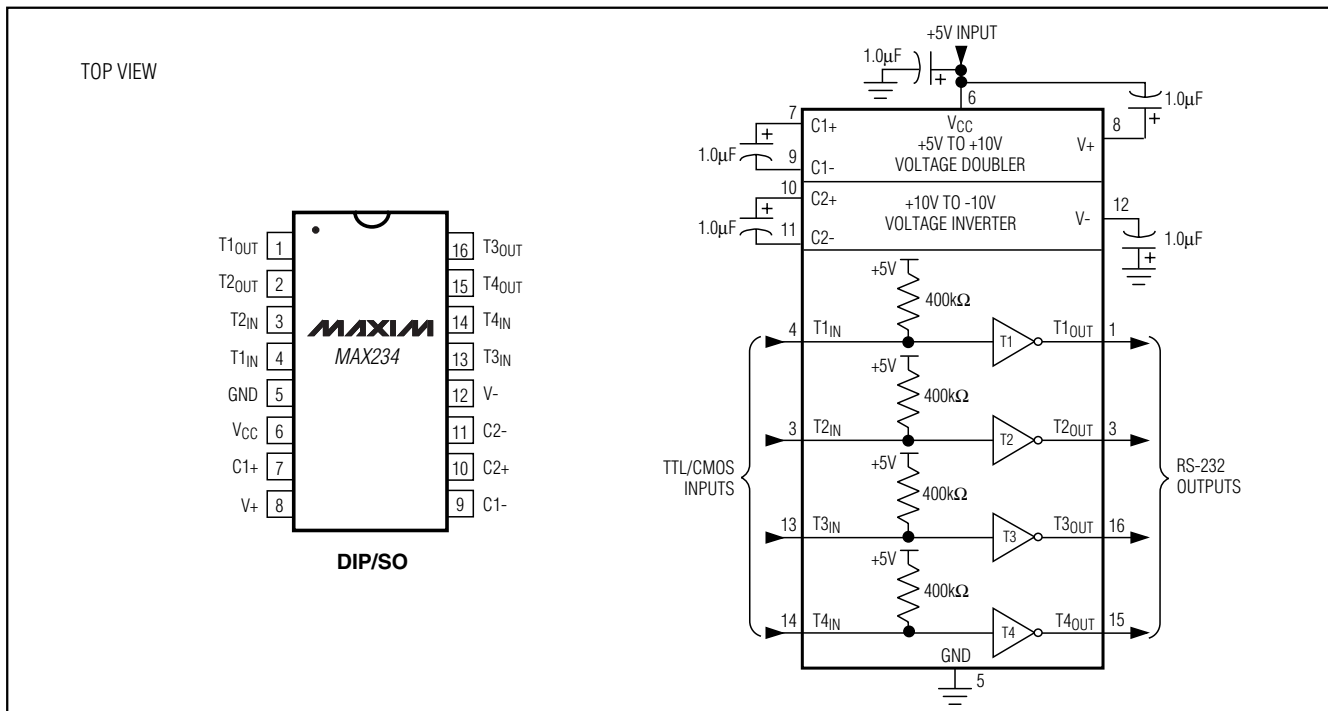 TOP VIEW
T1OUT 1
T2OUT 2
T2IN 3
T1IN 4
GND 5
VCC 6
C1+ 7
V+ 8
MAXIM
MAX234
16 T3OUT
15 T4OUT
14 T4IN
13 T3IN
12 V-
11 C2-
10 C2+
9 C1-
DIP/SO
+5V INPUT
1.0µF
+
6
1.0µF
+
7 C1+
+
1.0µF
9 C1-
VCC
+5V TO +10V
VOLTAGE DOUBLER
V+ 8
10 C2+
+
1.0µF
11 C2-
+10V TO -10V
VOLTAGE INVERTER
V- 12
1.0µF
+
+5V
400kΩ
4 T1IN T1 T1OUT 1
+5V
400kΩ
3 T2IN T2 T2OUT 3
TTL/CMOS
INPUTS
RS-232
OUTPUTS
+5V
400kΩ
13 T3IN T3 T3OUT 16
+5V
400kΩ
14 T4IN T4 T4OUT 15
GND
5